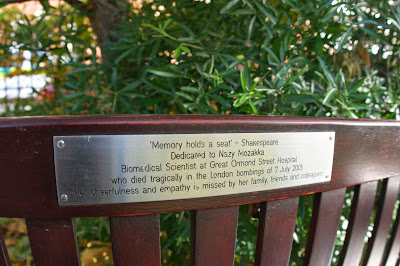 'Memory holds a seat' - Shakespeare
Dedicated to Nazy Mozakka
Biomedical Scientist at Great Ormond Street Hospital
who died tragically in the London bombings of 7 July 2005
cheerfulness and empathy is missed by her family, friends and colleagues